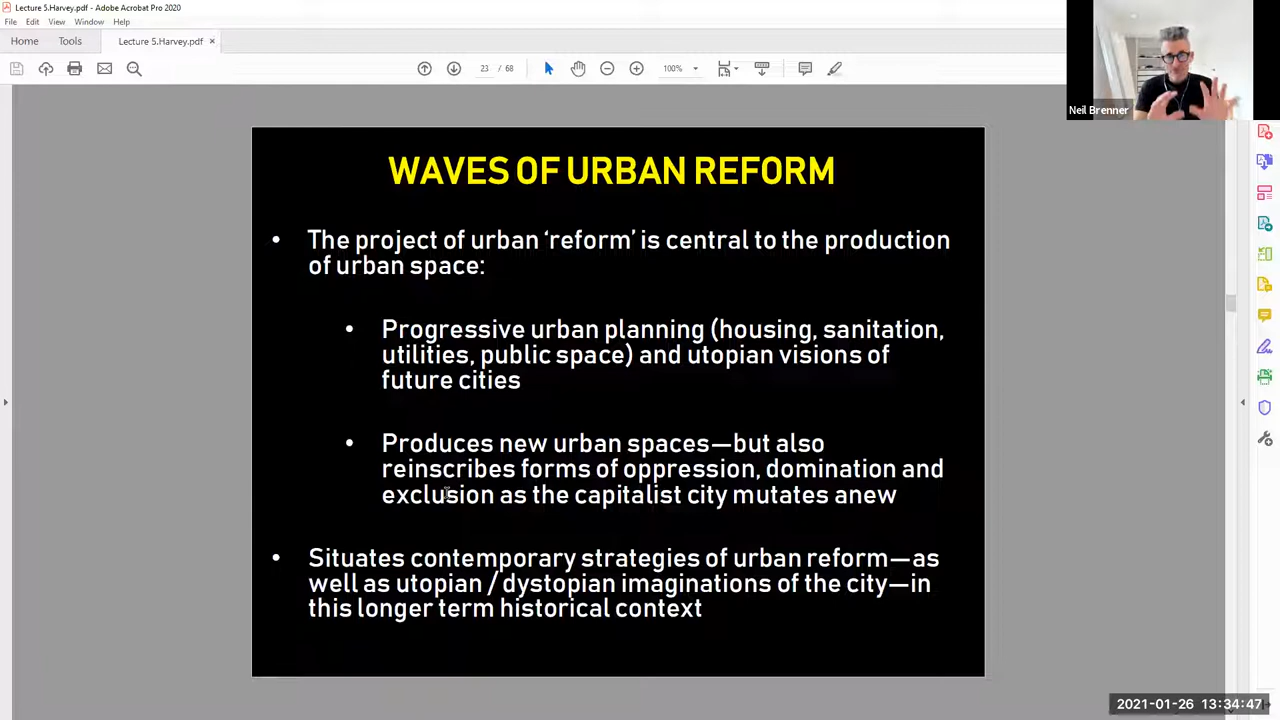 Lecture 5.Harvey.pdf - Adobe Acrobat Pro 2020
File Edit View Window Help
Home Tools Lecture 5.Harvey.pdf ×
23 / 68 100%
Neil Brenner
WAVES OF URBAN REFORM
• The project of urban ‘reform’ is central to the production
of urban space:
• Progressive urban planning (housing, sanitation,
utilities, public space) and utopian visions of
future cities
• Produces new urban spaces—but also
reinscribes forms of oppression, domination and
exclusion as the capitalist city mutates anew
• Situates contemporary strategies of urban reform—as
well as utopian / dystopian imaginations of the city—in
this longer term historical context
2021-01-26 13:34:47